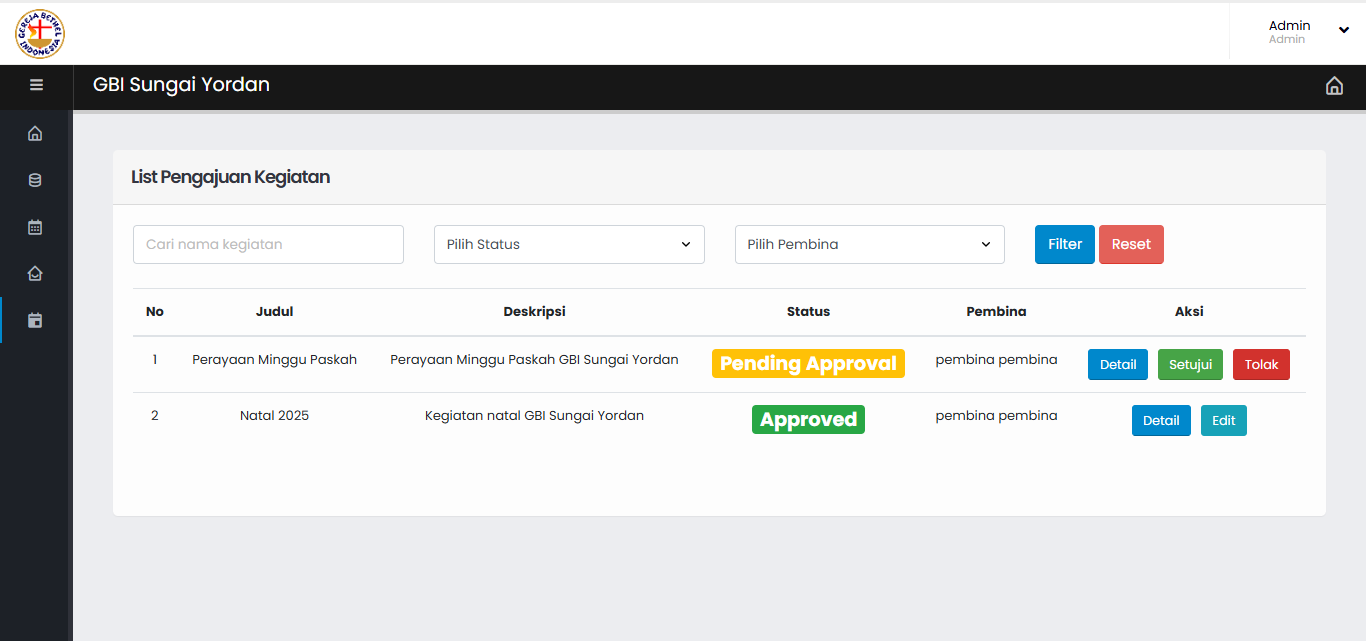 GEREJA BETHEL
INDONESIA
Admin
Admin
GBI Sungai Yordan
List Pengajuan Kegiatan
Cari nama kegiatan Pilih Status Pilih Pembina Filter Reset
No Judul Deskripsi Status Pembina Aksi
1 Perayaan Minggu Paskah Perayaan Minggu Paskah GBI Sungai Yordan Pending Approval pembina pembina Detail Setujui Tolak
2 Natal 2025 Kegiatan natal GBI Sungai Yordan Approved pembina pembina Detail Edit